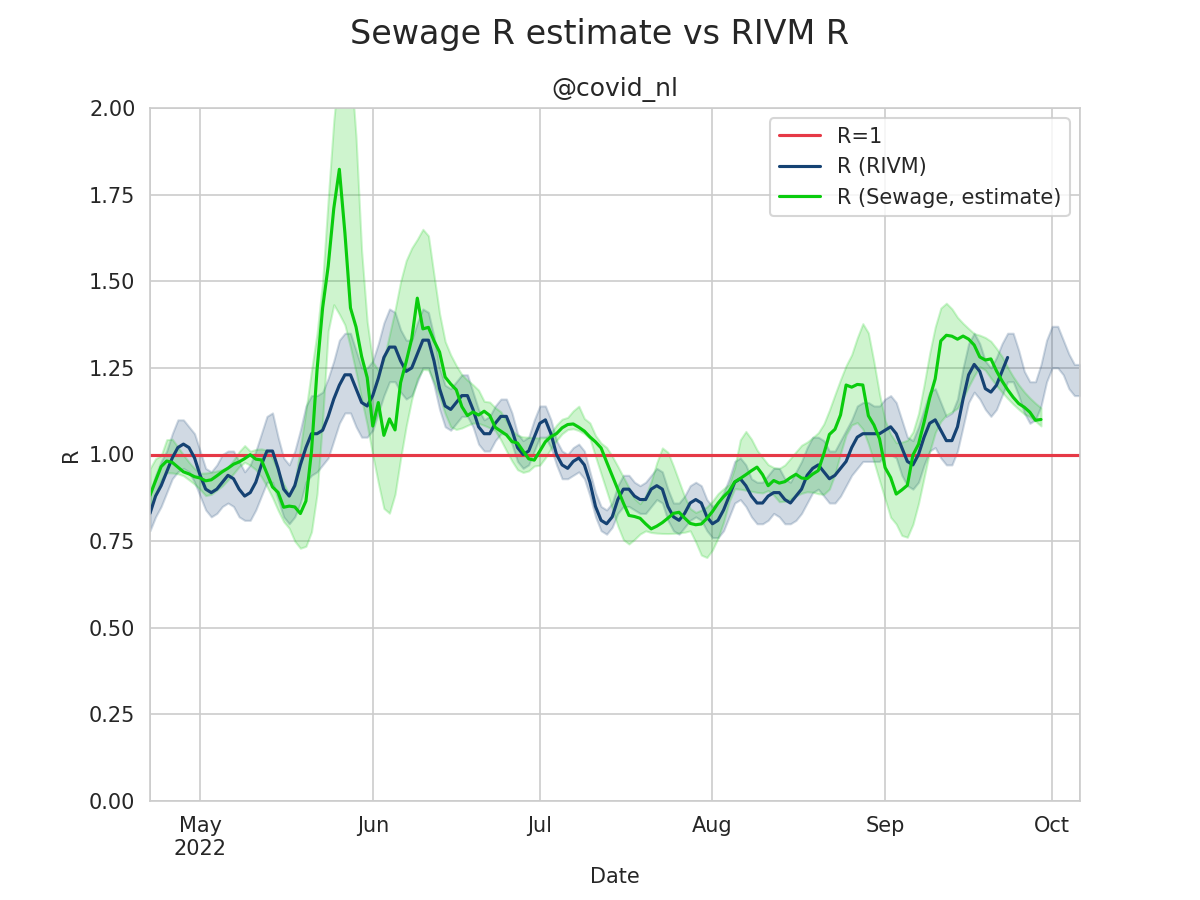 Sewage R estimate vs RIVM R
@covid_nl
R=1
R (RIVM)
R (Sewage, estimate)
2.00
1.75
1.50
1.25
1.00
0.75
0.50
0.25
0.00
R
May
2022
Jun
Jul
Aug
Sep
Oct
Date